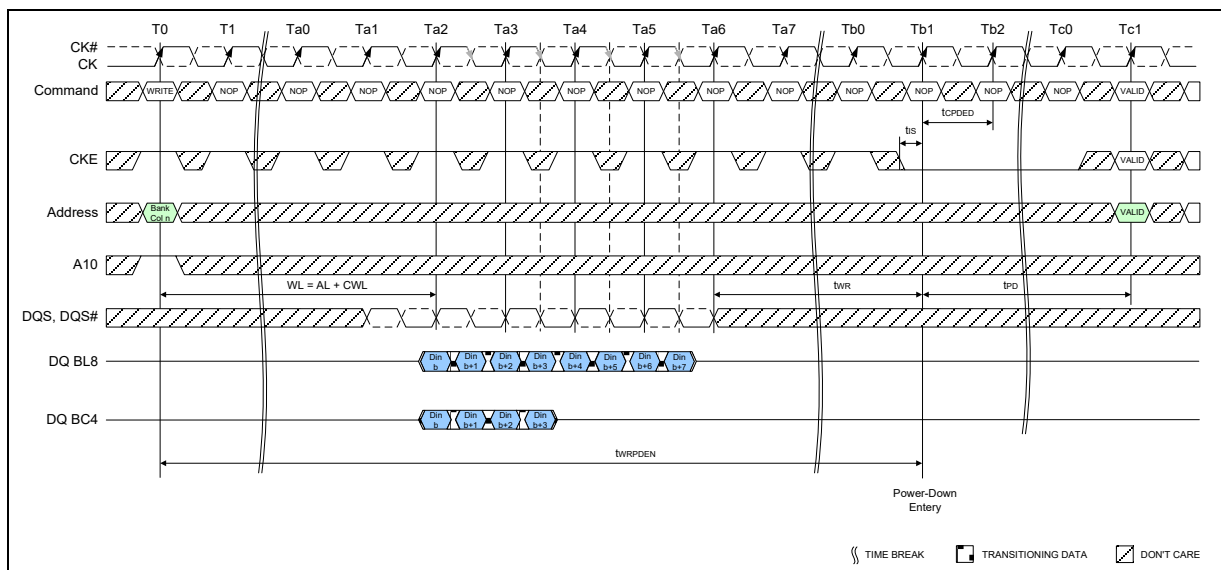 T0 T1 Ta0 Ta1 Ta2 Ta3 Ta4 Ta5 Ta6 Ta7 Tb0 Tb1 Tb2 Tc0 Tc1
CK#
CK
Command WRITE NOP NOP NOP NOP NOP NOP NOP NOP NOP NOP NOP NOP NOP VALID
tIS tCPDED
CKE VALID
Address Bank Col n VALID
A10
WL = AL + CWL tWR tPD
DQS, DQS#
DQ BL8 Din b Din b+1 Din b+2 Din b+3 Din b+4 Din b+5 Din b+6 Din b+7
DQ BC4 Din b Din b+1 Din b+2 Din b+3
tWRPDEN
Power-Down
Entery
TIME BREAK TRANSITIONING DATA DON'T CARE